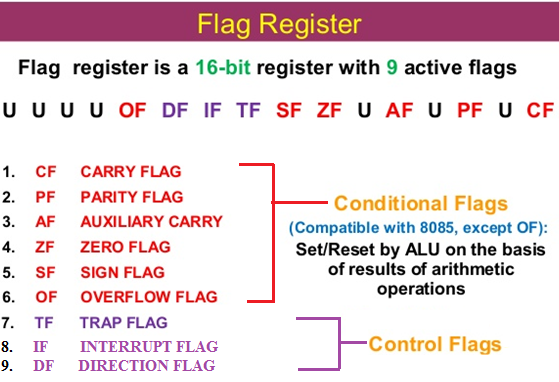 Flag Register
Flag register is a 16-bit register with 9 active flags
U U U U OF DF IF TF SF ZF U AF U PF U CF
1. CF CARRY FLAG
2. PF PARITY FLAG
3. AF AUXILIARY CARRY
4. ZF ZERO FLAG
5. SF SIGN FLAG
6. OF OVERFLOW FLAG
Conditional Flags
(Compatible with 8085, except OF):
Set/Reset by ALU on the basis
of results of arithmetic
operations
7. TF TRAP FLAG
8. IF INTERRUPT FLAG
9. DF DIRECTION FLAG
Control Flags